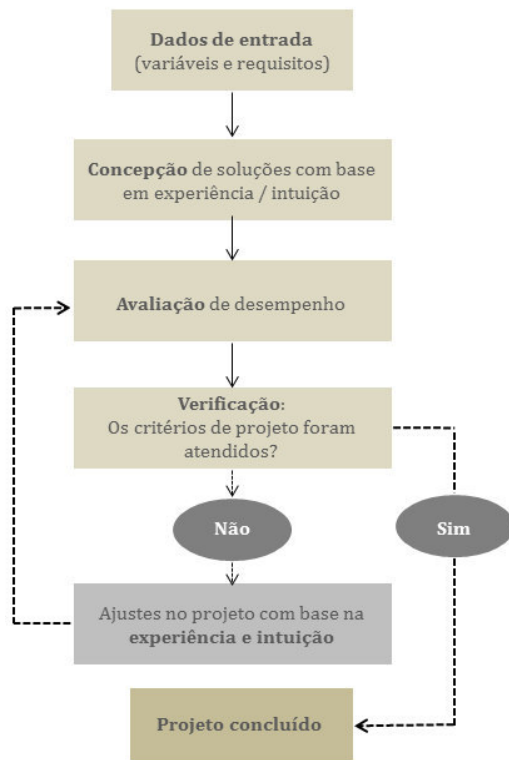 Dados de entrada
(variáveis e requisitos)
Concepção de soluções com base
em experiência / intuição
Avaliação de desempenho
Verificação:
Os critérios de projeto foram
atendidos?
Não
Sim
Ajustes no projeto com base na
experiência e intuição
Projeto concluído